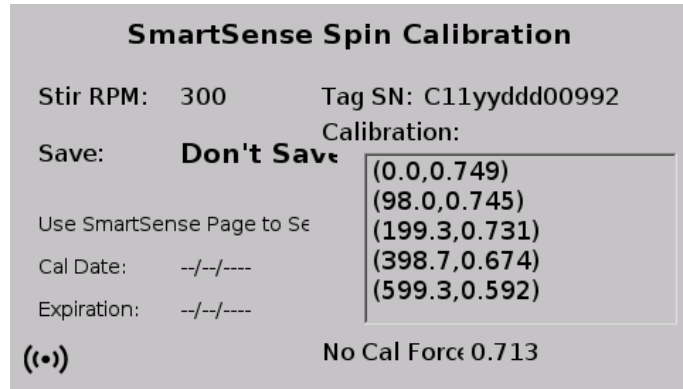 SmartSense Spin Calibration
Stir RPM: 300 Tag SN: C11yyddd00992
Calibration:
Save: Don't Save
(0.0,0.749)
(98.0,0.745)
(199.3,0.731)
(398.7,0.674)
(599.3,0.592)
Use SmartSense Page to Se
Cal Date: --/--/----
Expiration: --/--/----
No Cal Force 0.713